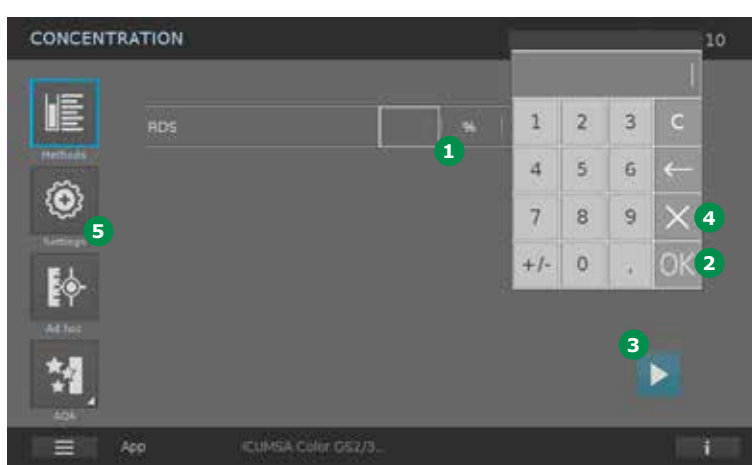 CONCENTRATION
10
Methods
RDS
%
1
1 2 3 C
4 5 6 ←
7 8 9 X
4
+/- 0 , OK
2
Settings
5
Ad hoc
3
AQA
App
ICUMSA Color GS2/3...
i